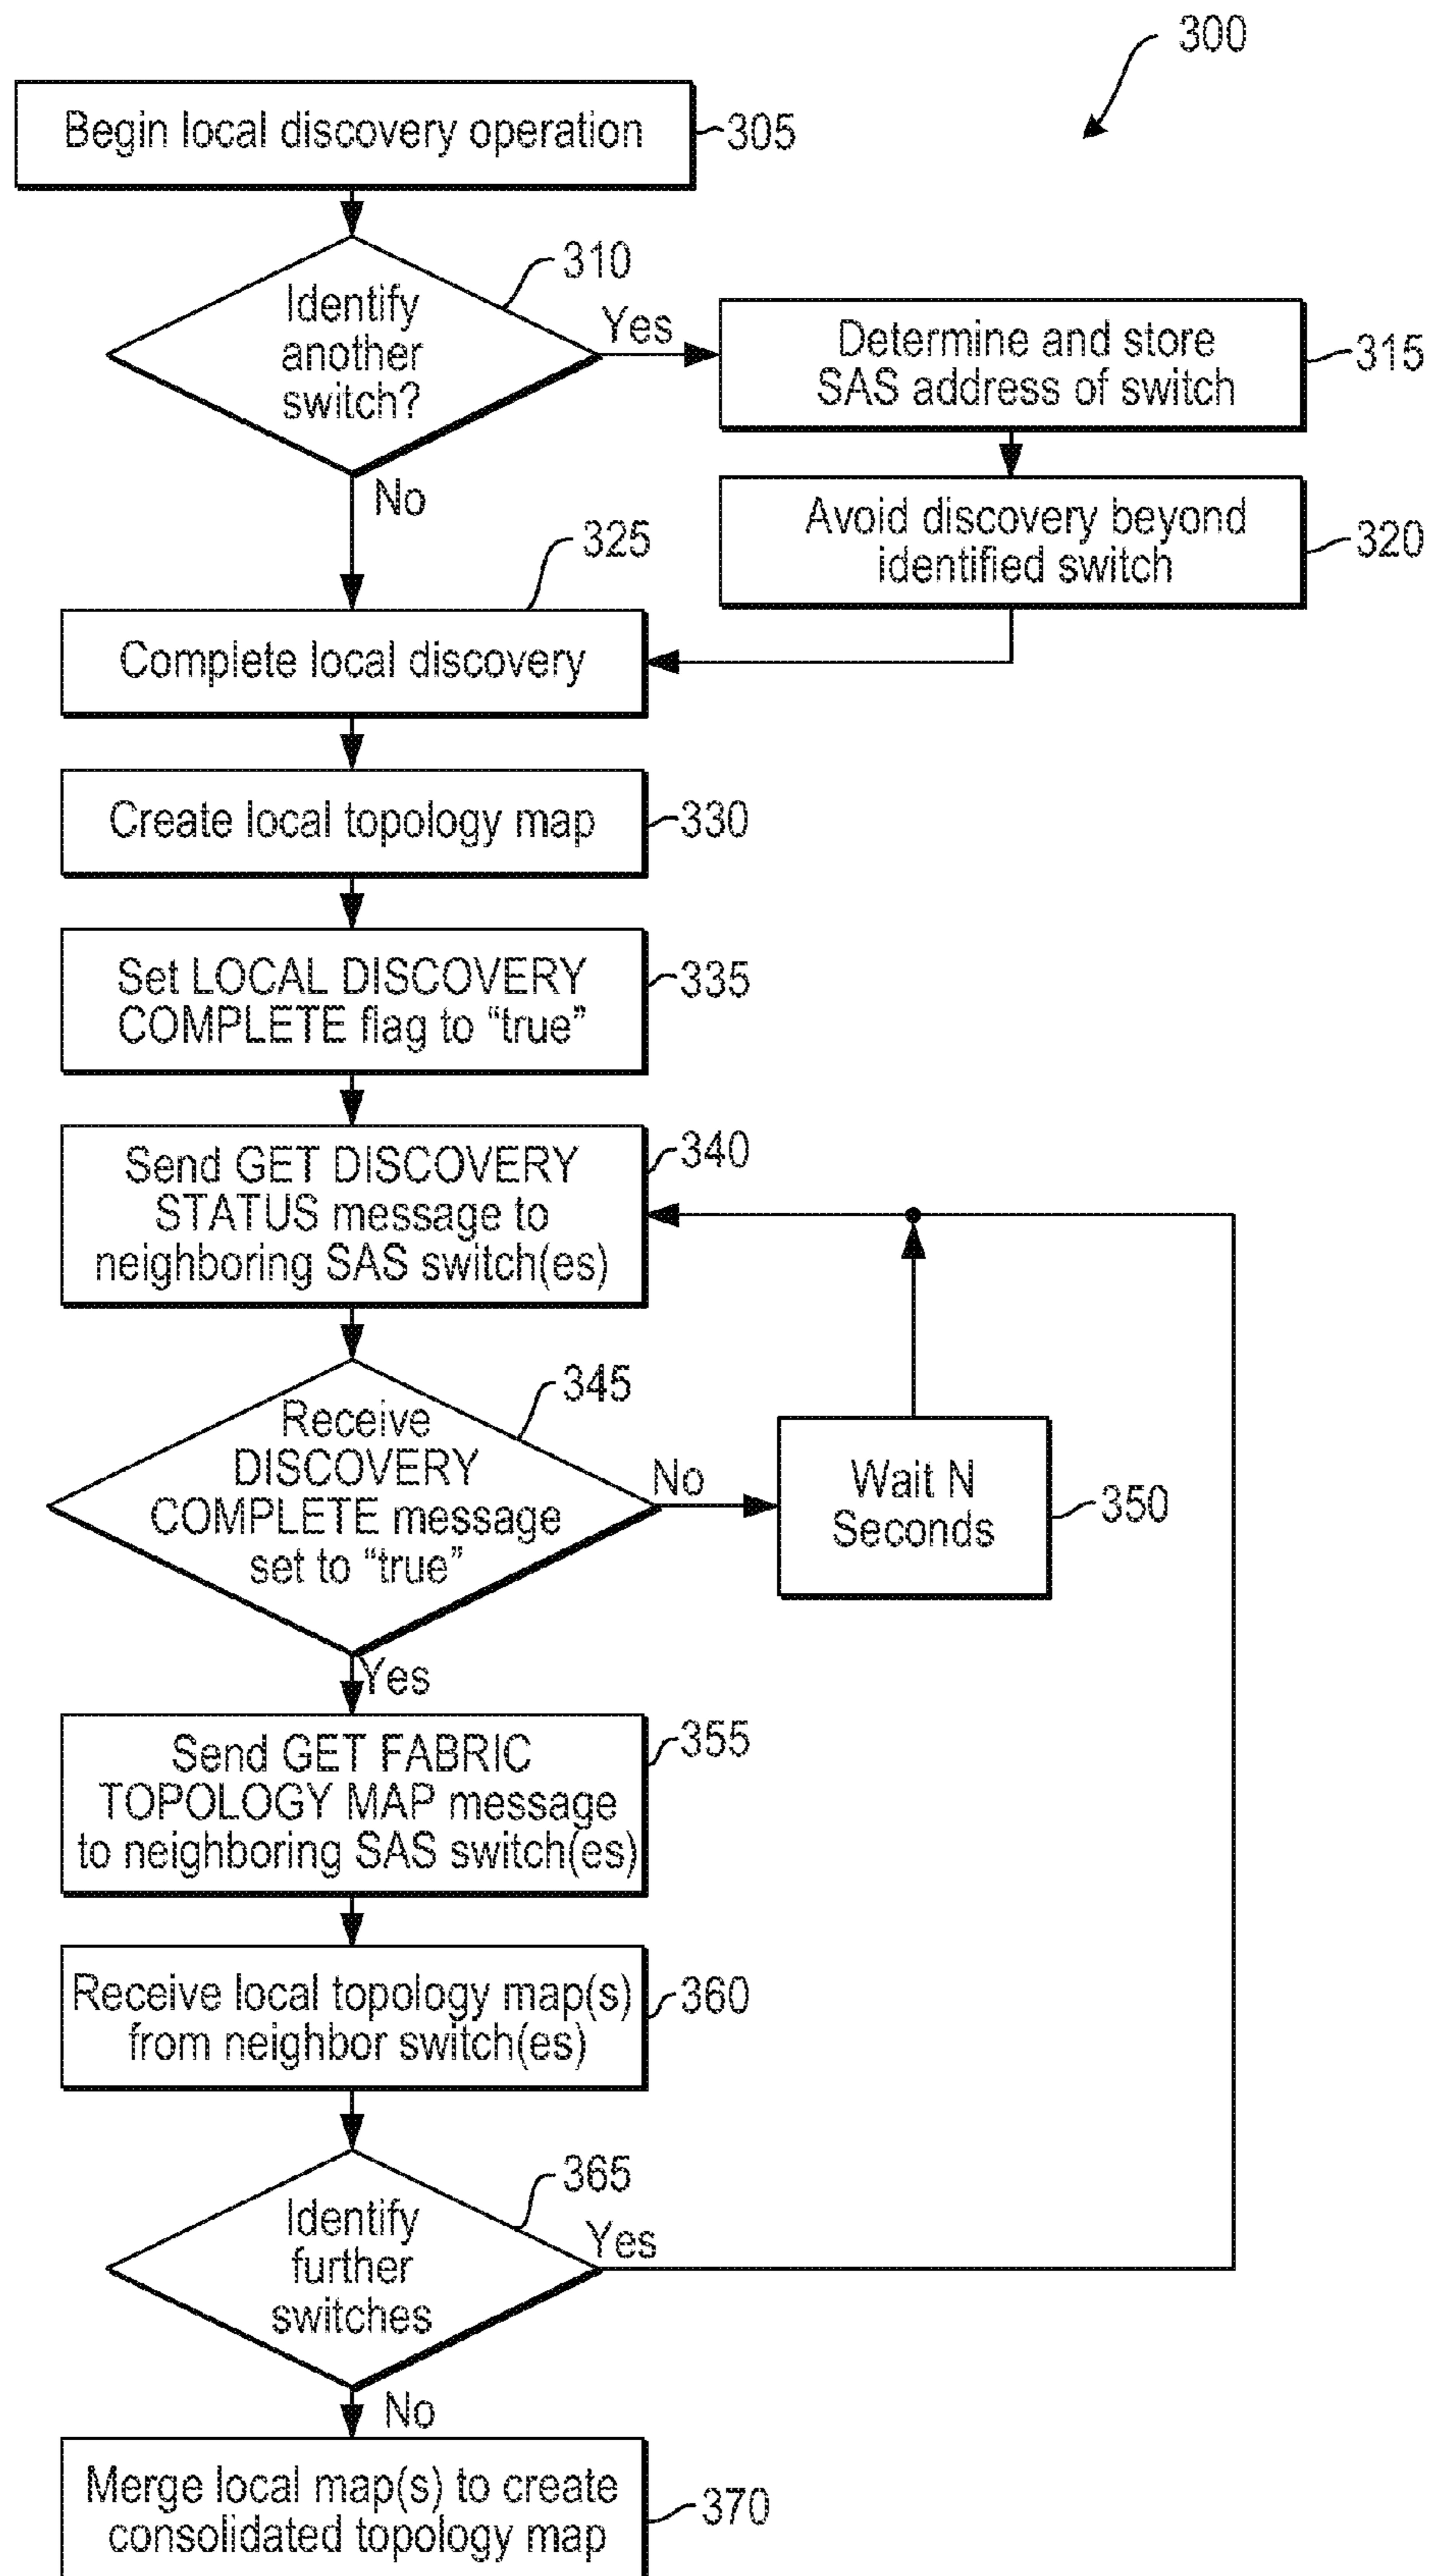 300
Begin local discovery operation
305
310
Identify
another
switch?
Yes
Determine and store
SAS address of switch
315
No
Avoid discovery beyond
identified switch
320
325
Complete local discovery
Create local topology map
330
Set LOCAL DISCOVERY
COMPLETE flag to “true”
335
Send GET DISCOVERY
STATUS message to
neighboring SAS switch(es)
340
345
Receive
DISCOVERY
COMPLETE message
set to “true”
No
Wait N
Seconds
350
Yes
Send GET FABRIC
TOPOLOGY MAP message
to neighboring SAS switch(es)
355
Receive local topology map(s)
from neighbor switch(es)
360
365
Identify
further
switches
Yes
No
Merge local map(s) to create
consolidated topology map
370